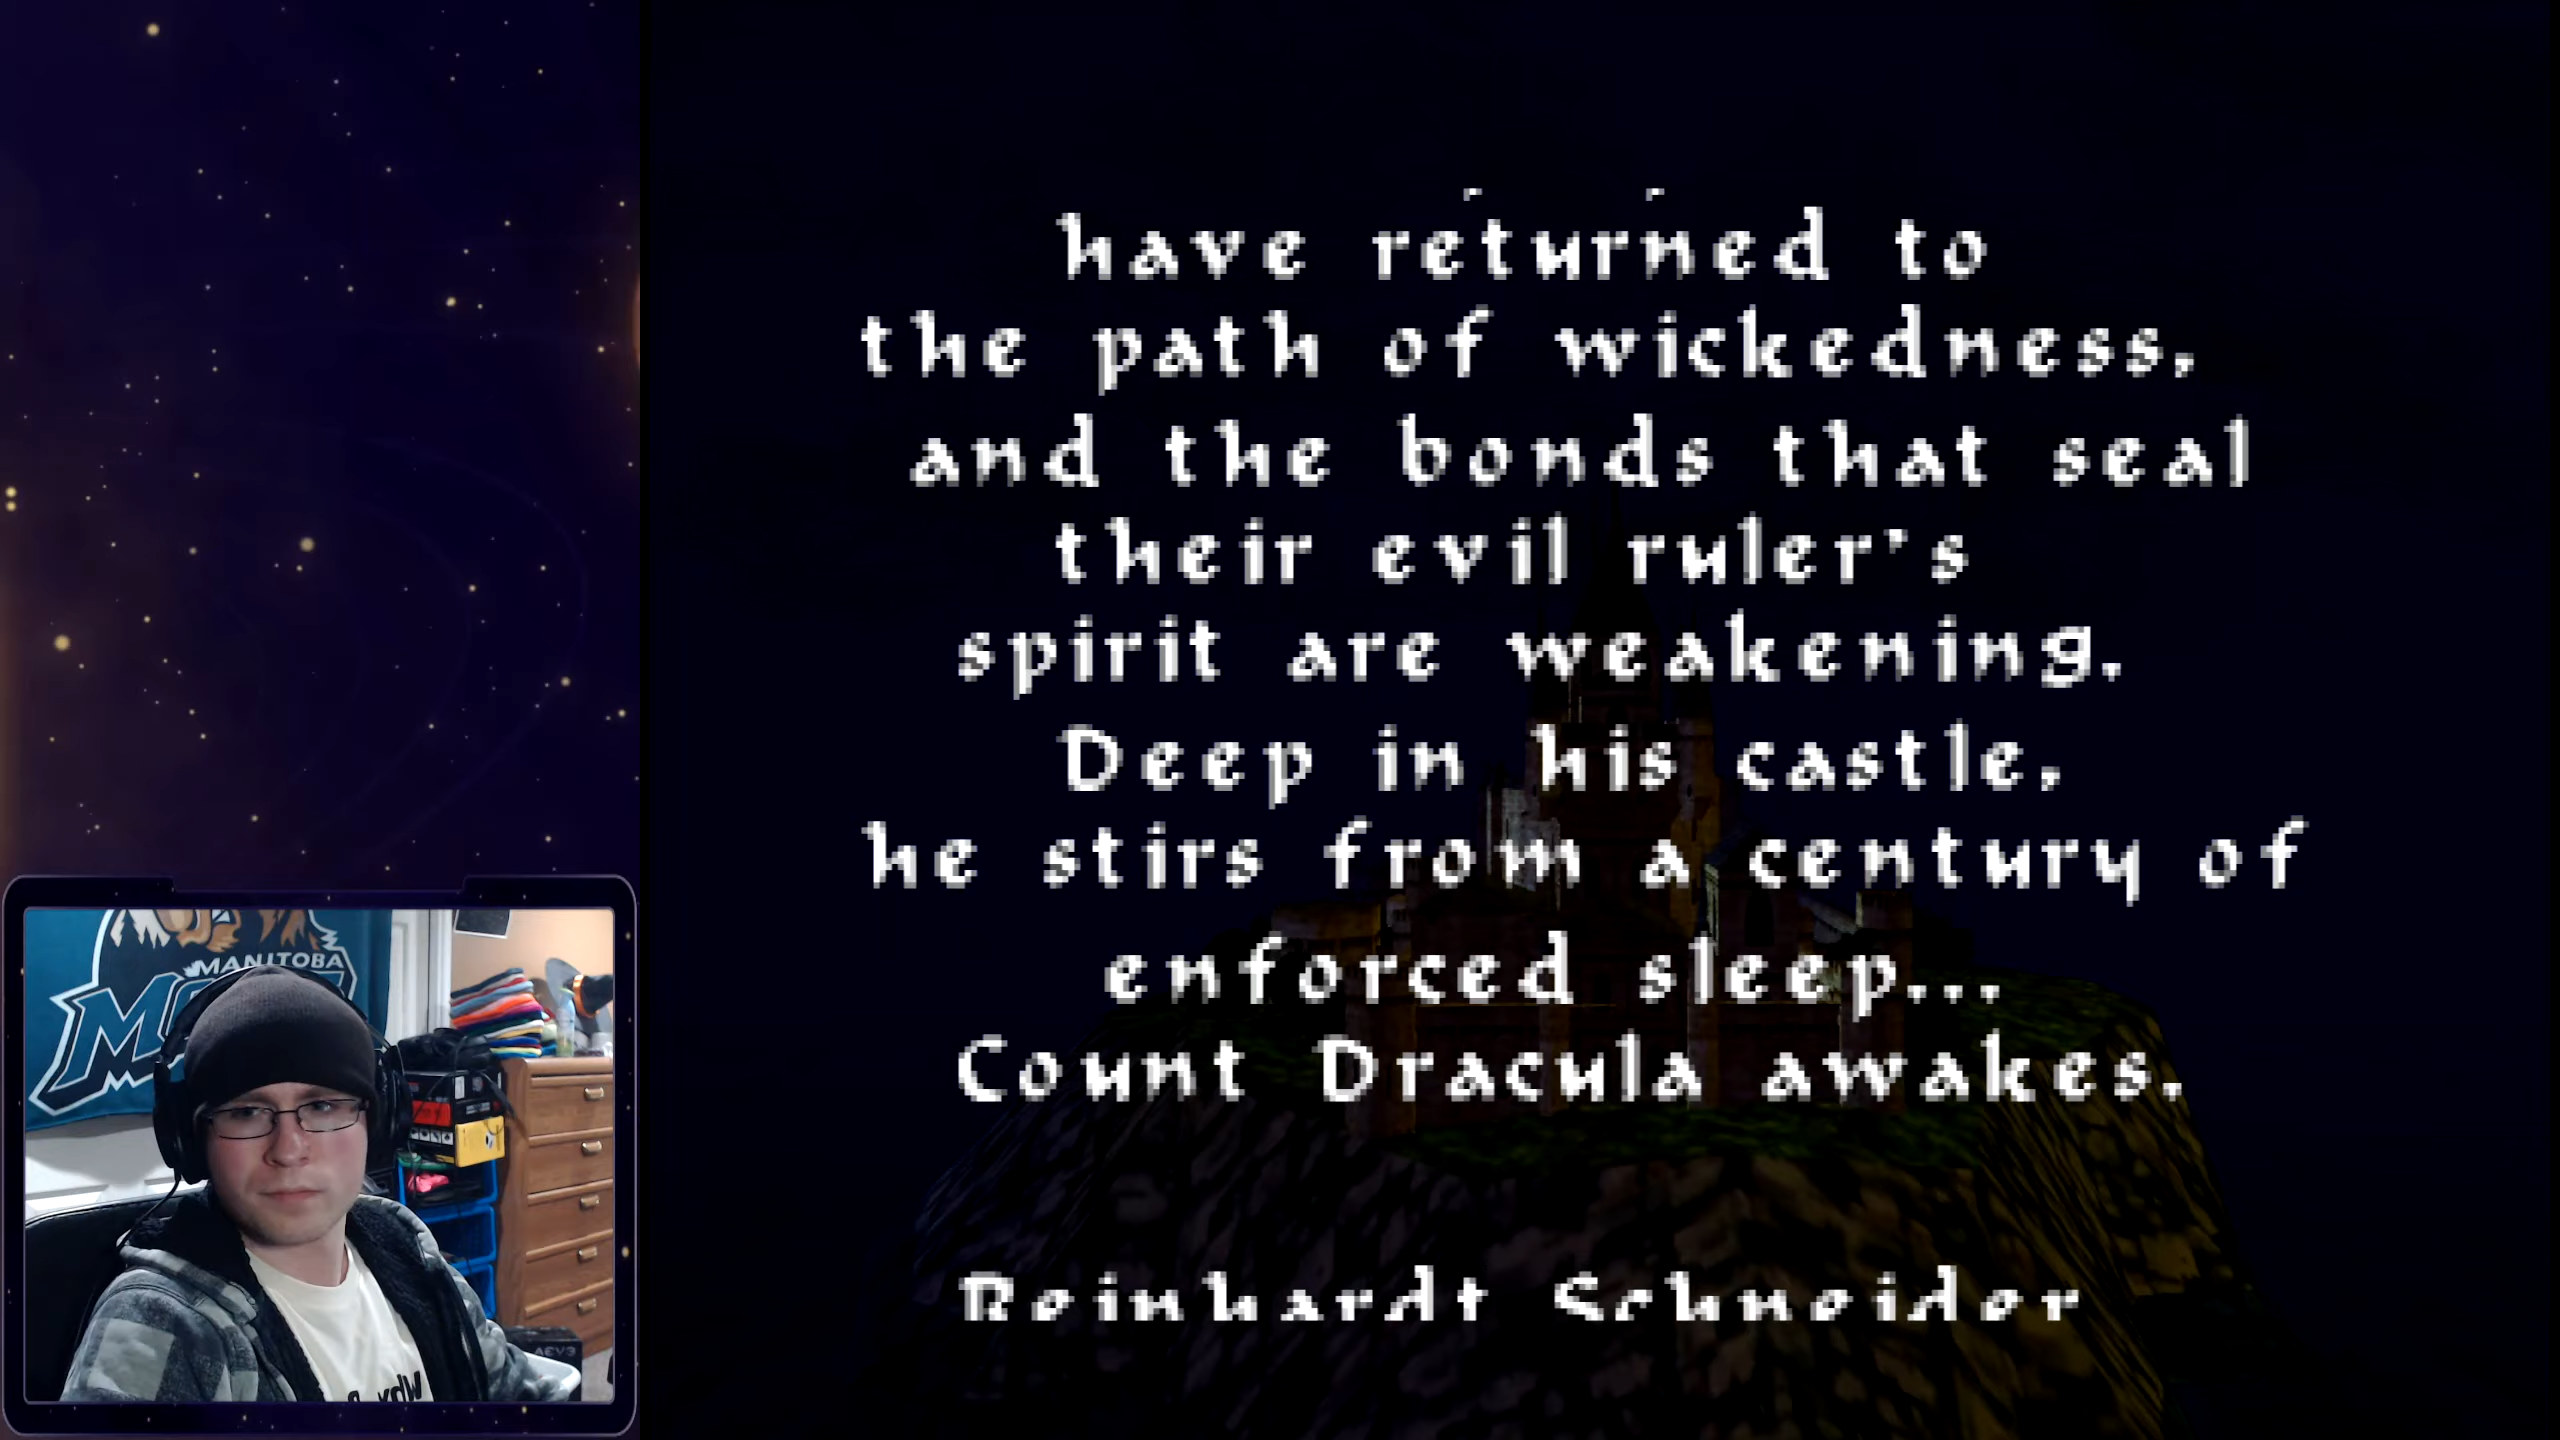 have returned to
the path of wickedness,
and the bonds that seal
their evil ruler's
spirit are weakening.
Deep in his castle,
he stirs from a century of
enforced sleep...
Count Dracula awakes.
Reinhardt Schneider
MANITOBA